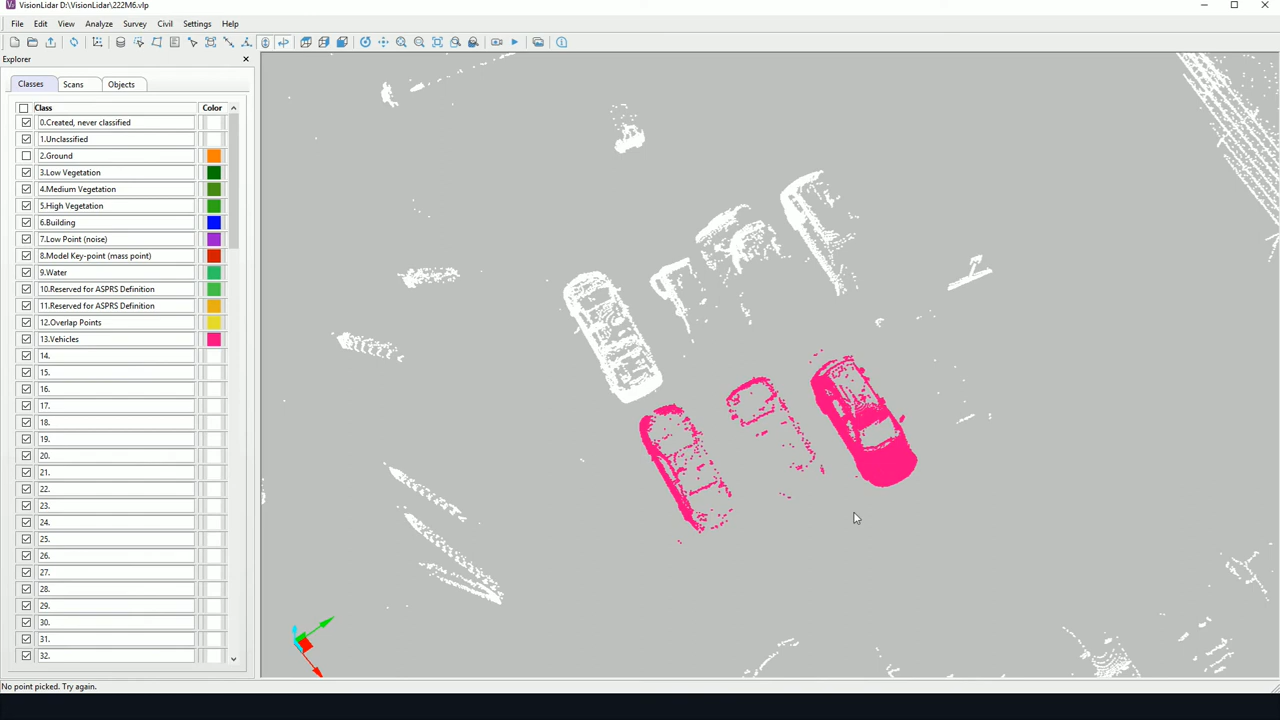 VisionLidar D:\VisionLidar\222M6.vlp
File Edit View Analyze Survey Civil Settings Help
Explorer
Classes Scans Objects
Class Color
0.Created, never classified
1.Unclassified
2.Ground
3.Low Vegetation
4.Medium Vegetation
5.High Vegetation
6.Building
7.Low Point (noise)
8.Model Key-point (mass point)
9.Water
10.Reserved for ASPRS Definition
11.Reserved for ASPRS Definition
12.Overlap Points
13.Vehicles
14.
15.
16.
17.
18.
19.
20.
21.
22.
23.
24.
25.
26.
27.
28.
29.
30.
31.
32.
No point picked. Try again.